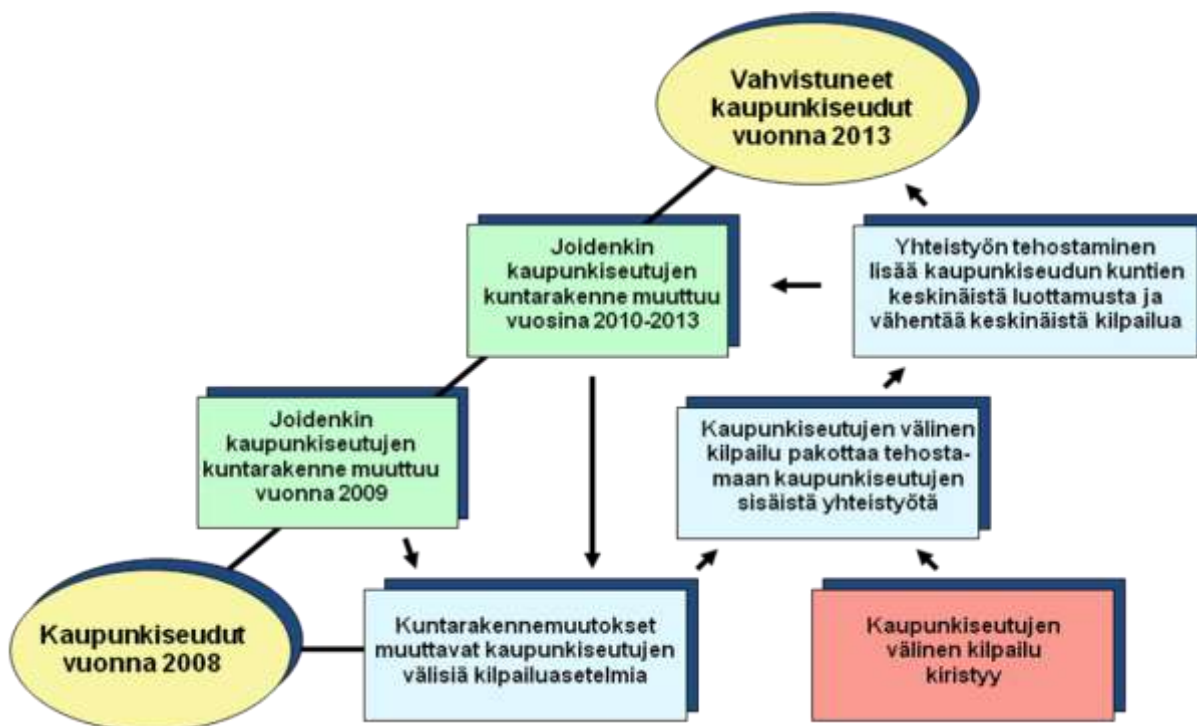 Vahvistuneet
kaupunkiseudut
vuonna 2013
Joidenkin
kaupunkiseutujen
kuntarakenne muuttuu
vuosina 2010-2013
Yhteistyön tehostaminen
lisää kaupunkiseudun kuntien
keskinäistä luottamusta ja
vähentää keskinäistä kilpailua
Joidenkin
kaupunkiseutujen
kuntarakenne muuttuu
vuonna 2009
Kaupunkiseutujen välinen
kilpailu pakottaa tehosta-
maan kaupunkiseutujen
sisäistä yhteistyötä
Kaupunkiseudut
vuonna 2008
Kuntarakennemuutokset
muuttavat kaupunkiseutujen
välisiä kilpailuasetelmia
Kaupunkiseutujen
välinen kilpailu
kiristyy